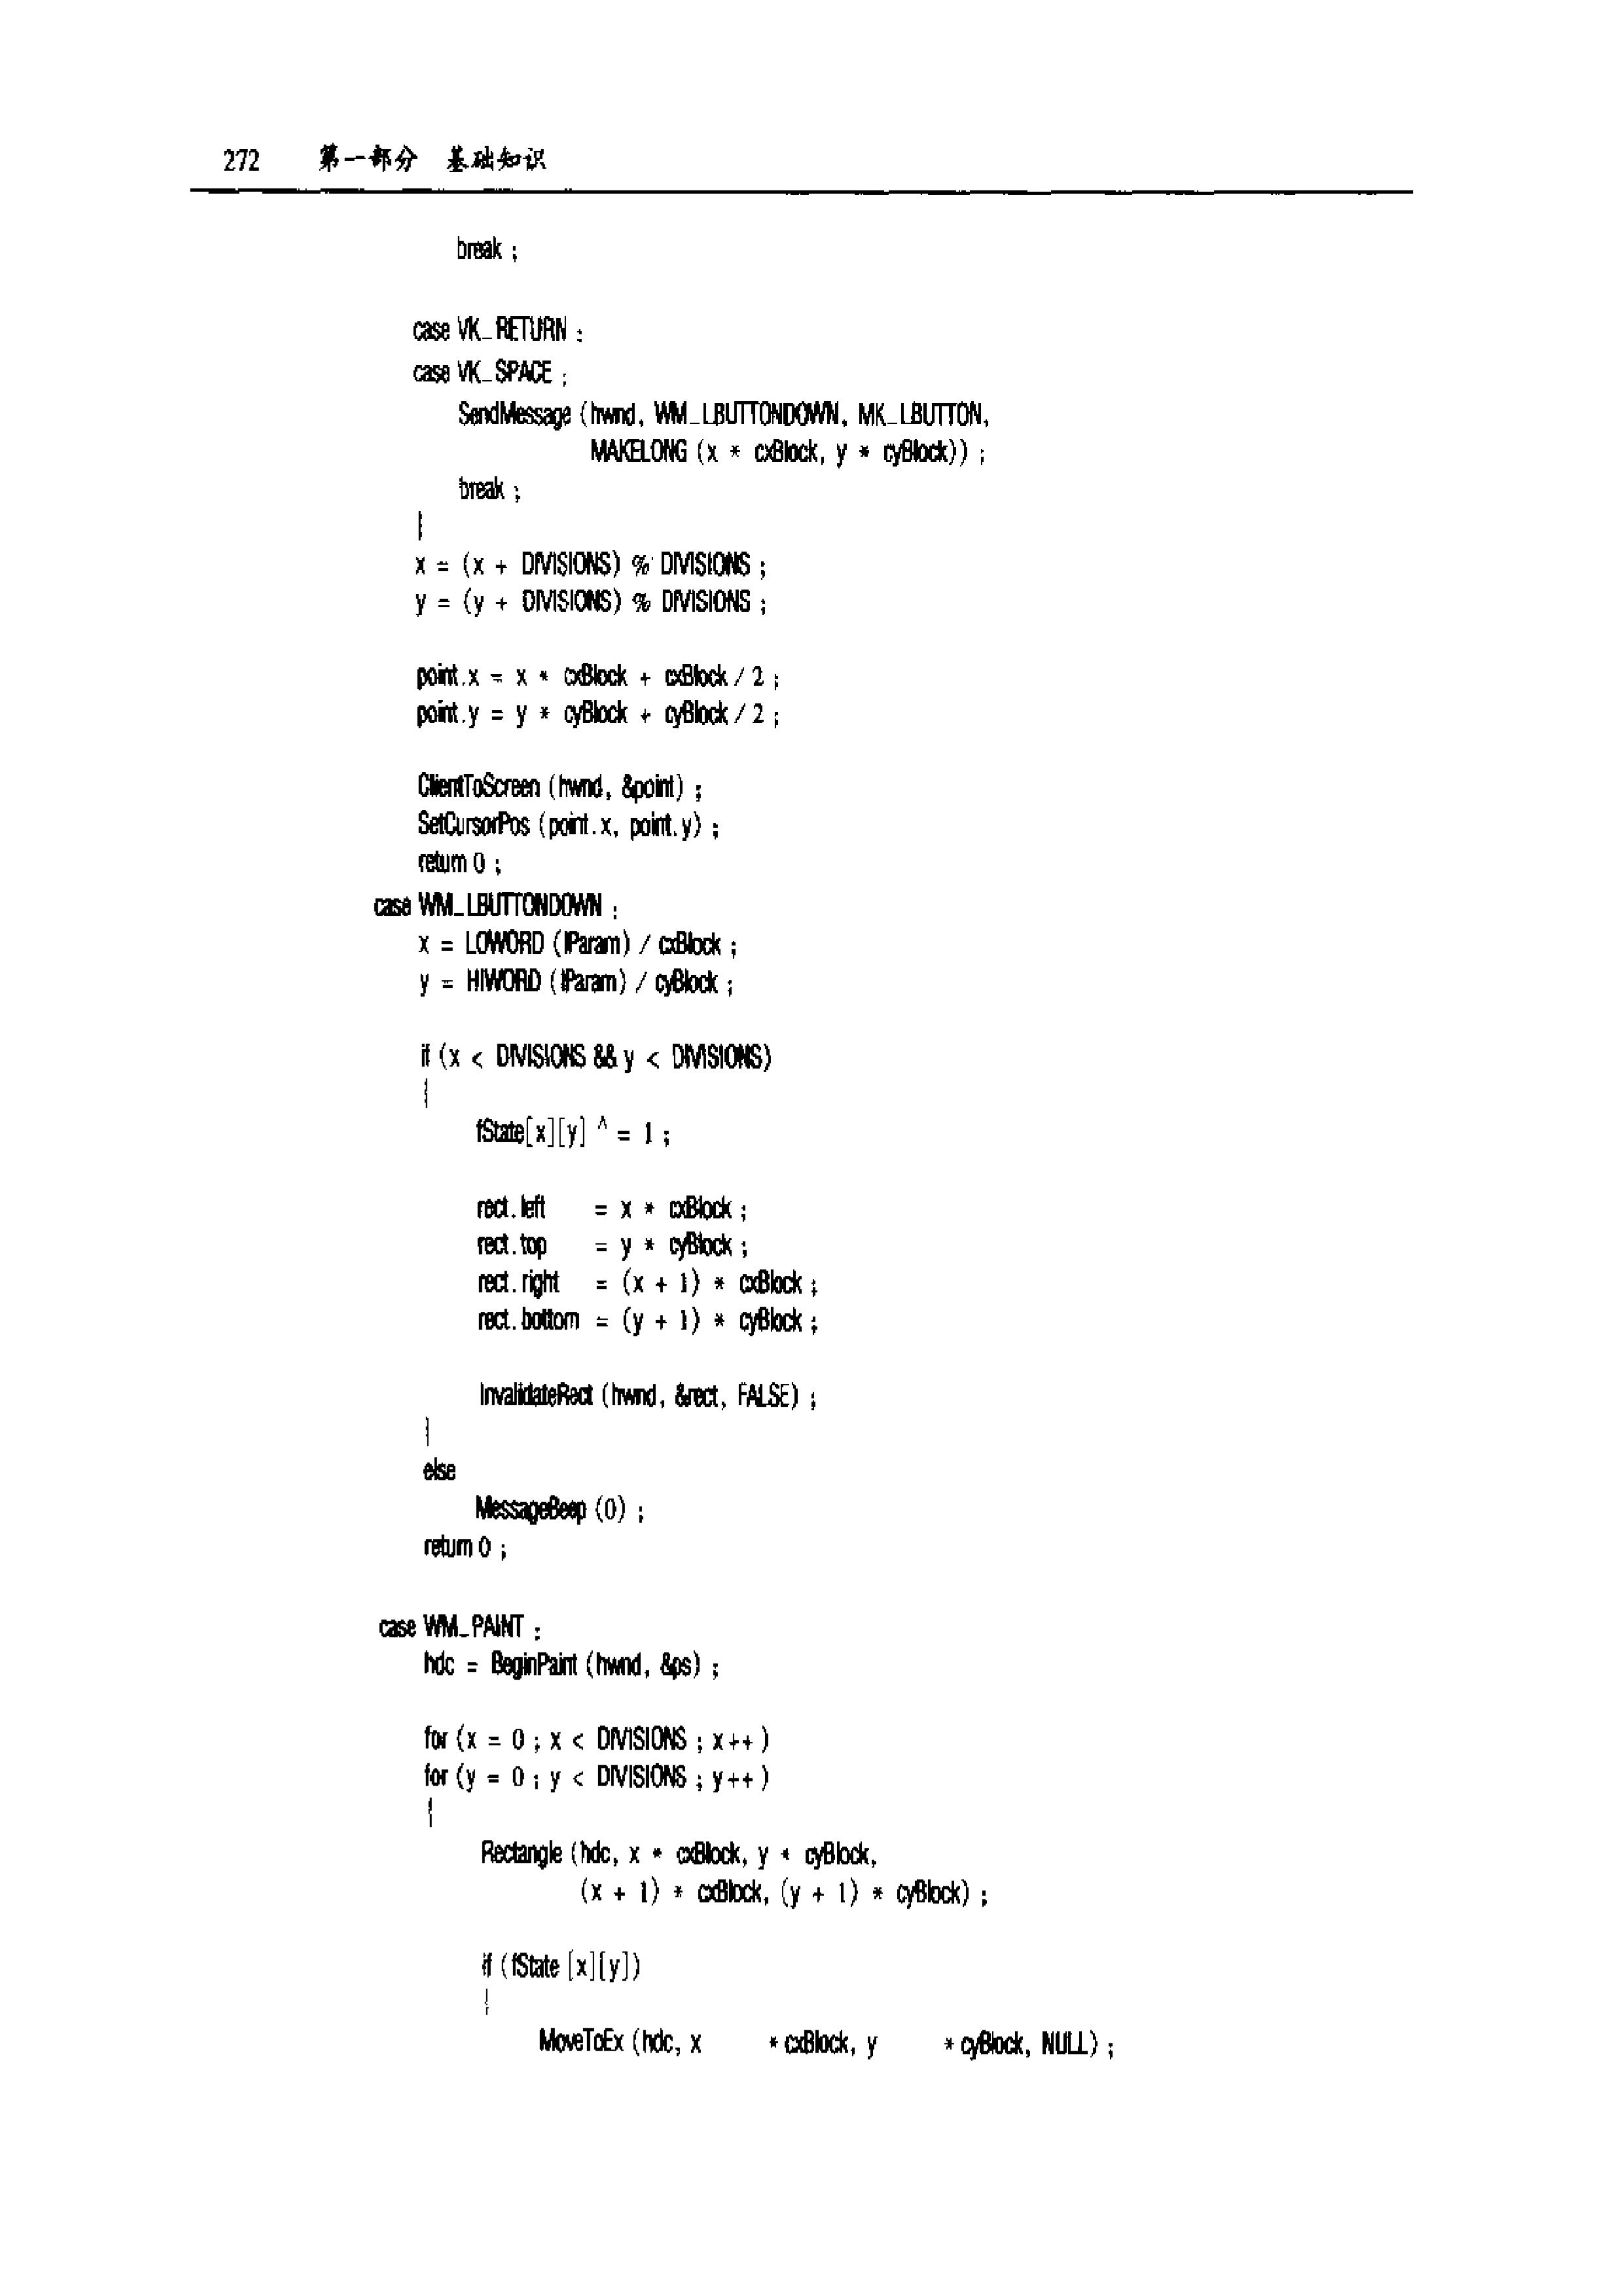 272 第一部分 基础知识
break ;
case VK_RETURN :
case VK_SPACE :
SendMessage (hwnd, WM_LBUTTONDOWN, MK_LBUTTON,
MAKELONG (x * cxBlock, y * cyBlock)) ;
break ;
}
x = (x + DIVISIONS) % DIVISIONS ;
y = (y + DIVISIONS) % DIVISIONS ;
point.x = x * cxBlock + cxBlock / 2 ;
point.y = y * cyBlock + cyBlock / 2 ;
ClientToScreen (hwnd, &point) ;
SetCursorPos (point.x, point.y) ;
return 0 ;
case WM_LBUTTONDOWN :
x = LOWORD (lParam) / cxBlock ;
y = HIWORD (lParam) / cyBlock ;
if (x < DIVISIONS && y < DIVISIONS)
{
fState[x][y] ^ = 1 ;
rect.left = x * cxBlock ;
rect.top = y * cyBlock ;
rect.right = (x + 1) * cxBlock ;
rect.bottom = (y + 1) * cyBlock ;
InvalidateRect (hwnd, &rect, FALSE) ;
}
else
MessageBeep (0) ;
return 0 ;
case WM_PAINT :
hdc = BeginPaint (hwnd, &ps) ;
for (x = 0 ; x < DIVISIONS ; x++ )
for (y = 0 ; y < DIVISIONS ; y++ )
{
Rectangle (hdc, x * cxBlock, y * cyBlock,
(x + 1) * cxBlock, (y + 1) * cyBlock) ;
if (fState [x][y])
{
MoveToEx (hdc, x * cxBlock, y * cyBlock, NULL) ;